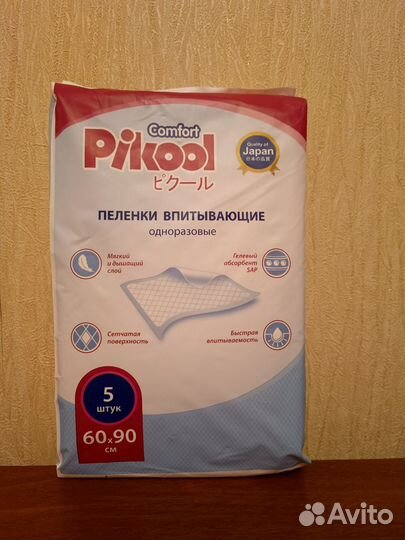 Comfort
Pikool
ピクール
Quality of
Japan
日本の品質
ПЕЛЕНКИ ВПИТЫВАЮЩИЕ
одноразовые
Мягкий
и дышащий
слой
Гелевый
абсорбент
SAP
Сетчатая
поверхность
Быстрая
впитываемость
5
штук
60x90
см
Avito